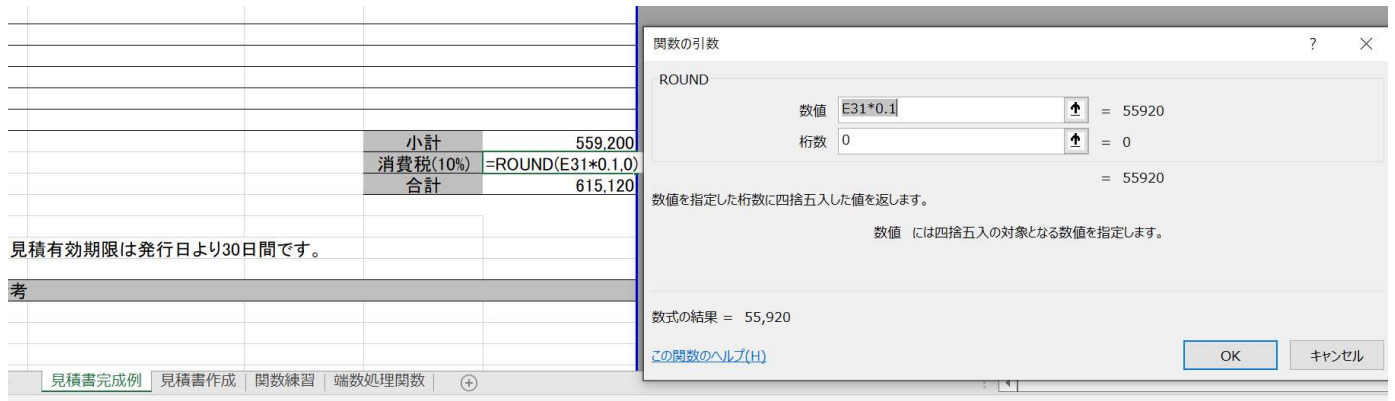 小計 559,200
消費税(10%) =ROUND(E31*0.1,0)
合計 615,120
見積有効期限は発行日より30日間です。
考
見積書完成例 見積書作成 関数練習 端数処理関数
関数の引数 ? ×
ROUND
数値 E31*0.1 = 55920
桁数 0 = 0
= 55920
数値を指定した桁数に四捨五入した値を返します。
数値 には四捨五入の対象となる数値を指定します。
数式の結果 = 55,920
この関数のヘルプ(H)
OK キャンセル